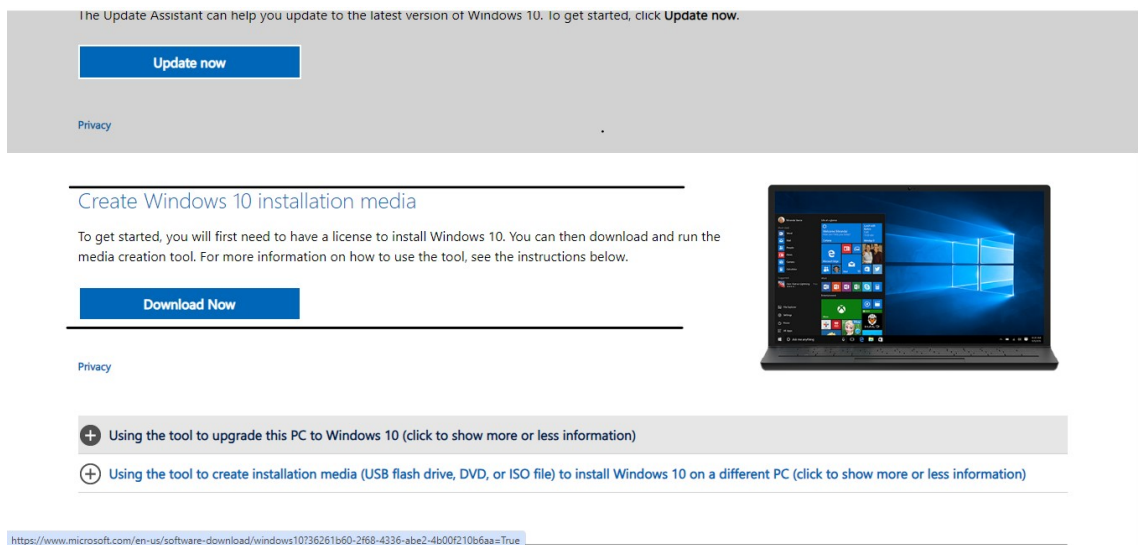 The Update Assistant can help you update to the latest version of Windows 10. To get started, click Update now.
Update now
Privacy
Create Windows 10 installation media
To get started, you will first need to have a license to install Windows 10. You can then download and run the
media creation tool. For more information on how to use the tool, see the instructions below.
Download Now
Privacy
Using the tool to upgrade this PC to Windows 10 (click to show more or less information)
Using the tool to create installation media (USB flash drive, DVD, or ISO file) to install Windows 10 on a different PC (click to show more or less information)
https://www.microsoft.com/en-us/software-download/windows10?36261b60-2f68-4336-abe2-4b00f210b6aa=True